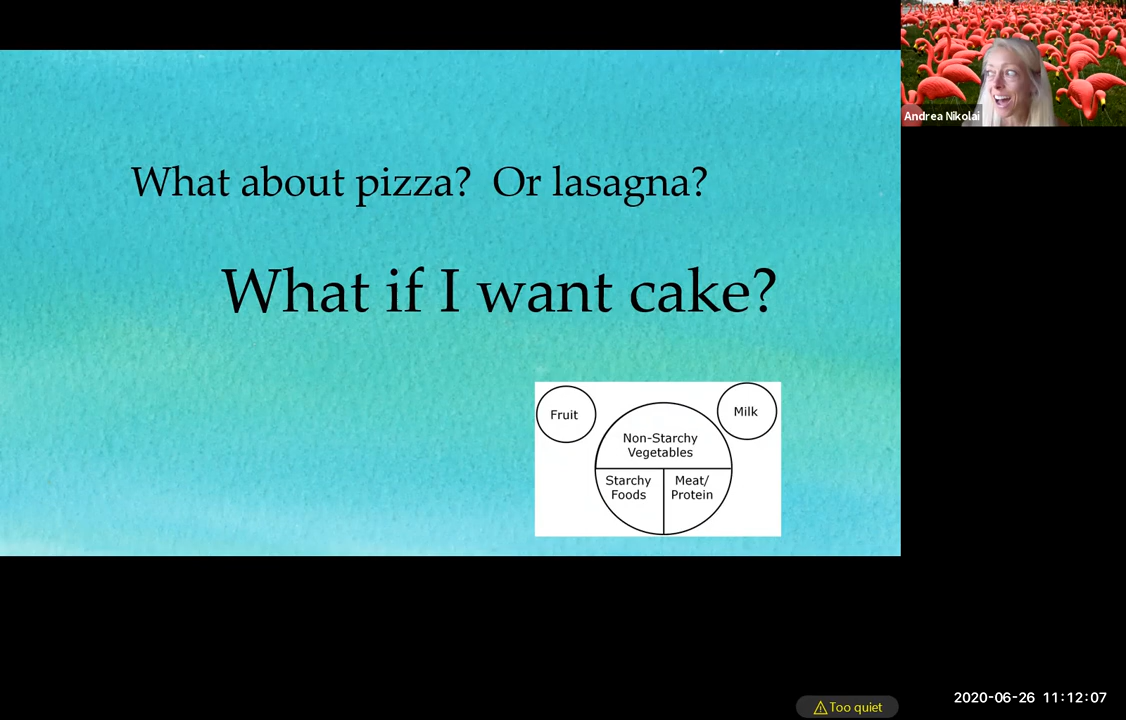 Andrea Nikolai
What about pizza?  Or lasagna?
What if I want cake?
Fruit
Milk
Non-Starchy
Vegetables
Starchy
Foods
Meat/
Protein
Too quiet
2020-06-26 11:12:07